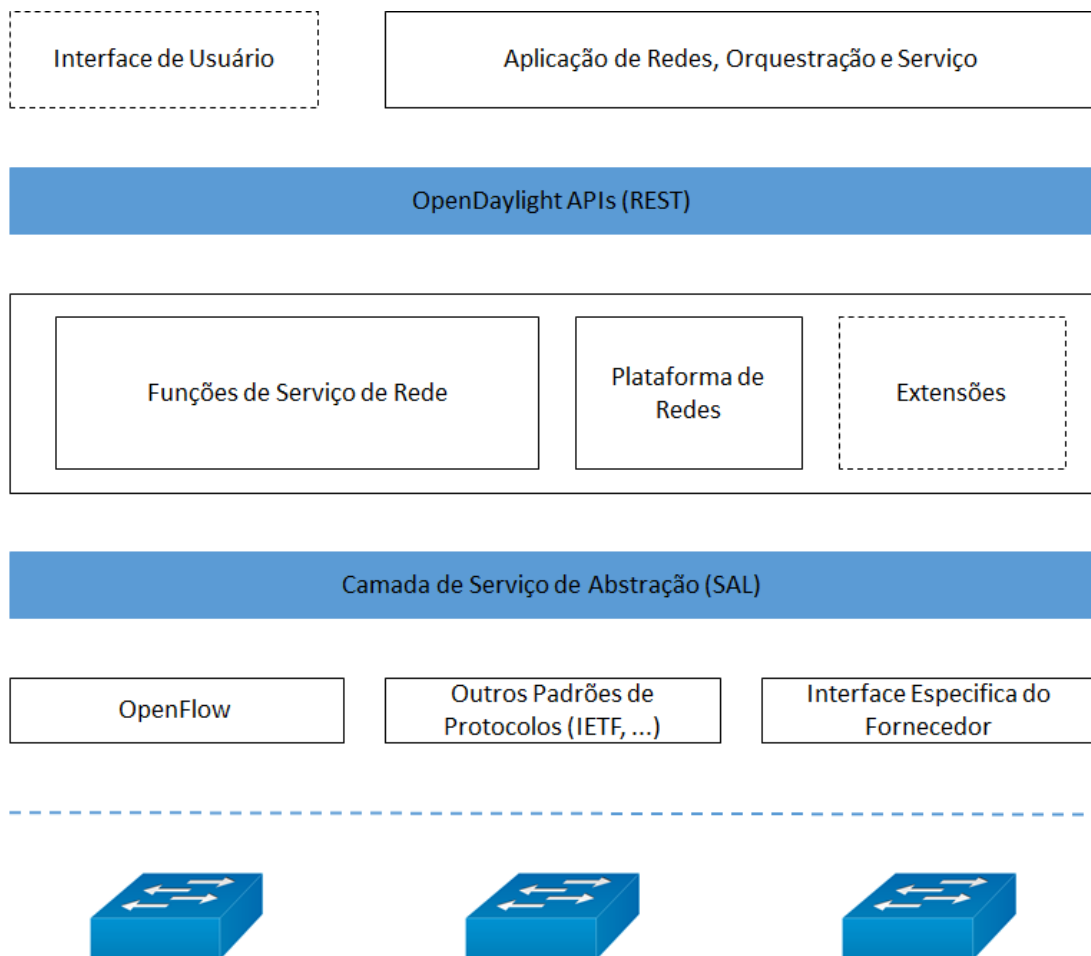 Interface de Usuário
Aplicação de Redes, Orquestração e Serviço
OpenDaylight APIs (REST)
Funções de Serviço de Rede
Plataforma de
Redes
Extensões
Camada de Serviço de Abstração (SAL)
OpenFlow
Outros Padrões de
Protocolos (IETF, ...)
Interface Especifica do
Fornecedor